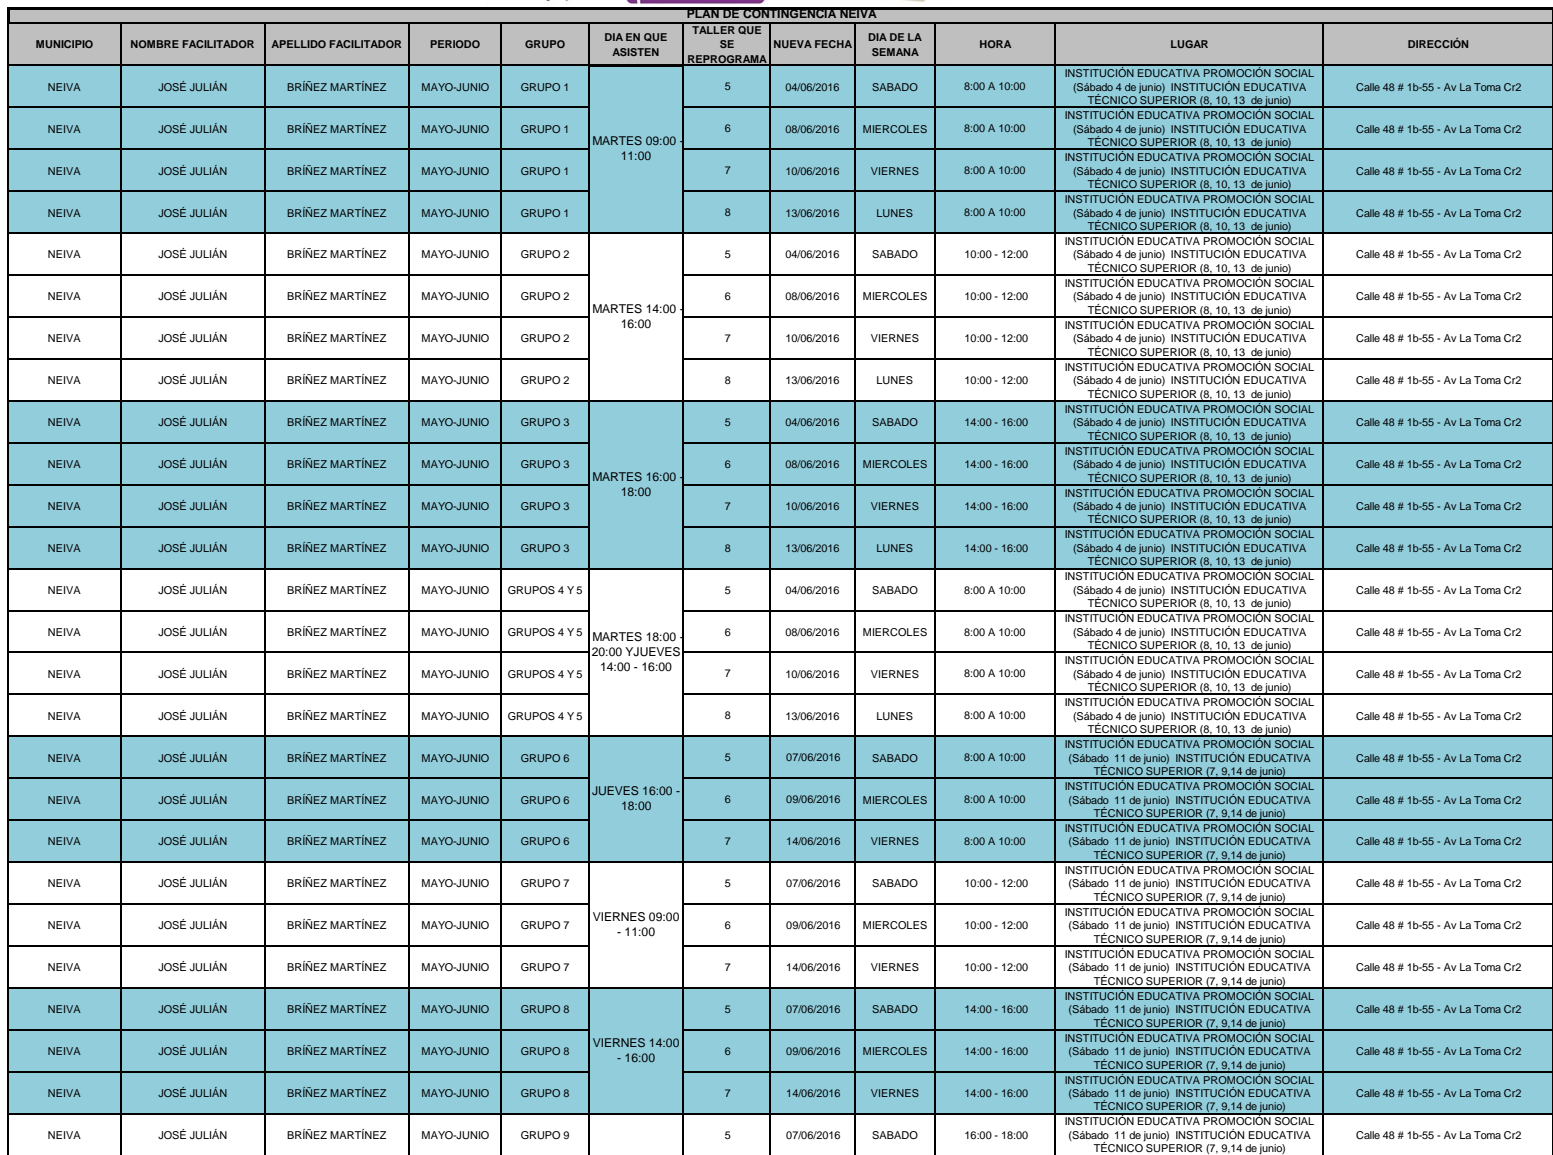 PLAN DE CONTINGENCIA NEIVA
MUNICIPIO NOMBRE FACILITADOR APELLIDO FACILITADOR PERIODO GRUPO DIA EN QUE ASISTEN TALLER QUE SE REPROGRAMA NUEVA FECHA DIA DE LA SEMANA HORA LUGAR DIRECCIÓN
NEIVA JOSÉ JULIÁN BRÍÑEZ MARTÍNEZ MAYO-JUNIO GRUPO 1 MARTES 09:00 - 11:00 5 04/06/2016 SABADO 8:00 A 10:00 INSTITUCIÓN EDUCATIVA PROMOCIÓN SOCIAL (Sábado 4 de junio) INSTITUCIÓN EDUCATIVA TÉCNICO SUPERIOR (8, 10, 13 de junio) Calle 48 # 1b-55 - Av La Toma Cr2
NEIVA JOSÉ JULIÁN BRÍÑEZ MARTÍNEZ MAYO-JUNIO GRUPO 1 6 08/06/2016 MIERCOLES 8:00 A 10:00 INSTITUCIÓN EDUCATIVA PROMOCIÓN SOCIAL (Sábado 4 de junio) INSTITUCIÓN EDUCATIVA TÉCNICO SUPERIOR (8, 10, 13 de junio) Calle 48 # 1b-55 - Av La Toma Cr2
NEIVA JOSÉ JULIÁN BRÍÑEZ MARTÍNEZ MAYO-JUNIO GRUPO 1 7 10/06/2016 VIERNES 8:00 A 10:00 INSTITUCIÓN EDUCATIVA PROMOCIÓN SOCIAL (Sábado 4 de junio) INSTITUCIÓN EDUCATIVA TÉCNICO SUPERIOR (8, 10, 13 de junio) Calle 48 # 1b-55 - Av La Toma Cr2
NEIVA JOSÉ JULIÁN BRÍÑEZ MARTÍNEZ MAYO-JUNIO GRUPO 1 8 13/06/2016 LUNES 8:00 A 10:00 INSTITUCIÓN EDUCATIVA PROMOCIÓN SOCIAL (Sábado 4 de junio) INSTITUCIÓN EDUCATIVA TÉCNICO SUPERIOR (8, 10, 13 de junio) Calle 48 # 1b-55 - Av La Toma Cr2
NEIVA JOSÉ JULIÁN BRÍÑEZ MARTÍNEZ MAYO-JUNIO GRUPO 2 MARTES 14:00 - 16:00 5 04/06/2016 SABADO 10:00 - 12:00 INSTITUCIÓN EDUCATIVA PROMOCIÓN SOCIAL (Sábado 4 de junio) INSTITUCIÓN EDUCATIVA TÉCNICO SUPERIOR (8, 10, 13 de junio) Calle 48 # 1b-55 - Av La Toma Cr2
NEIVA JOSÉ JULIÁN BRÍÑEZ MARTÍNEZ MAYO-JUNIO GRUPO 2 6 08/06/2016 MIERCOLES 10:00 - 12:00 INSTITUCIÓN EDUCATIVA PROMOCIÓN SOCIAL (Sábado 4 de junio) INSTITUCIÓN EDUCATIVA TÉCNICO SUPERIOR (8, 10, 13 de junio) Calle 48 # 1b-55 - Av La Toma Cr2
NEIVA JOSÉ JULIÁN BRÍÑEZ MARTÍNEZ MAYO-JUNIO GRUPO 2 7 10/06/2016 VIERNES 10:00 - 12:00 INSTITUCIÓN EDUCATIVA PROMOCIÓN SOCIAL (Sábado 4 de junio) INSTITUCIÓN EDUCATIVA TÉCNICO SUPERIOR (8, 10, 13 de junio) Calle 48 # 1b-55 - Av La Toma Cr2
NEIVA JOSÉ JULIÁN BRÍÑEZ MARTÍNEZ MAYO-JUNIO GRUPO 2 8 13/06/2016 LUNES 10:00 - 12:00 INSTITUCIÓN EDUCATIVA PROMOCIÓN SOCIAL (Sábado 4 de junio) INSTITUCIÓN EDUCATIVA TÉCNICO SUPERIOR (8, 10, 13 de junio) Calle 48 # 1b-55 - Av La Toma Cr2
NEIVA JOSÉ JULIÁN BRÍÑEZ MARTÍNEZ MAYO-JUNIO GRUPO 3 MARTES 16:00 - 18:00 5 04/06/2016 SABADO 14:00 - 16:00 INSTITUCIÓN EDUCATIVA PROMOCIÓN SOCIAL (Sábado 4 de junio) INSTITUCIÓN EDUCATIVA TÉCNICO SUPERIOR (8, 10, 13 de junio) Calle 48 # 1b-55 - Av La Toma Cr2
NEIVA JOSÉ JULIÁN BRÍÑEZ MARTÍNEZ MAYO-JUNIO GRUPO 3 6 08/06/2016 MIERCOLES 14:00 - 16:00 INSTITUCIÓN EDUCATIVA PROMOCIÓN SOCIAL (Sábado 4 de junio) INSTITUCIÓN EDUCATIVA TÉCNICO SUPERIOR (8, 10, 13 de junio) Calle 48 # 1b-55 - Av La Toma Cr2
NEIVA JOSÉ JULIÁN BRÍÑEZ MARTÍNEZ MAYO-JUNIO GRUPO 3 7 10/06/2016 VIERNES 14:00 - 16:00 INSTITUCIÓN EDUCATIVA PROMOCIÓN SOCIAL (Sábado 4 de junio) INSTITUCIÓN EDUCATIVA TÉCNICO SUPERIOR (8, 10, 13 de junio) Calle 48 # 1b-55 - Av La Toma Cr2
NEIVA JOSÉ JULIÁN BRÍÑEZ MARTÍNEZ MAYO-JUNIO GRUPO 3 8 13/06/2016 LUNES 14:00 - 16:00 INSTITUCIÓN EDUCATIVA PROMOCIÓN SOCIAL (Sábado 4 de junio) INSTITUCIÓN EDUCATIVA TÉCNICO SUPERIOR (8, 10, 13 de junio) Calle 48 # 1b-55 - Av La Toma Cr2
NEIVA JOSÉ JULIÁN BRÍÑEZ MARTÍNEZ MAYO-JUNIO GRUPOS 4 Y 5 MARTES 18:00 - 20:00 YJUEVES 14:00 - 16:00 5 04/06/2016 SABADO 8:00 A 10:00 INSTITUCIÓN EDUCATIVA PROMOCIÓN SOCIAL (Sábado 4 de junio) INSTITUCIÓN EDUCATIVA TÉCNICO SUPERIOR (8, 10, 13 de junio) Calle 48 # 1b-55 - Av La Toma Cr2
NEIVA JOSÉ JULIÁN BRÍÑEZ MARTÍNEZ MAYO-JUNIO GRUPOS 4 Y 5 6 08/06/2016 MIERCOLES 8:00 A 10:00 INSTITUCIÓN EDUCATIVA PROMOCIÓN SOCIAL (Sábado 4 de junio) INSTITUCIÓN EDUCATIVA TÉCNICO SUPERIOR (8, 10, 13 de junio) Calle 48 # 1b-55 - Av La Toma Cr2
NEIVA JOSÉ JULIÁN BRÍÑEZ MARTÍNEZ MAYO-JUNIO GRUPOS 4 Y 5 7 10/06/2016 VIERNES 8:00 A 10:00 INSTITUCIÓN EDUCATIVA PROMOCIÓN SOCIAL (Sábado 4 de junio) INSTITUCIÓN EDUCATIVA TÉCNICO SUPERIOR (8, 10, 13 de junio) Calle 48 # 1b-55 - Av La Toma Cr2
NEIVA JOSÉ JULIÁN BRÍÑEZ MARTÍNEZ MAYO-JUNIO GRUPOS 4 Y 5 8 13/06/2016 LUNES 8:00 A 10:00 INSTITUCIÓN EDUCATIVA PROMOCIÓN SOCIAL (Sábado 4 de junio) INSTITUCIÓN EDUCATIVA TÉCNICO SUPERIOR (8, 10, 13 de junio) Calle 48 # 1b-55 - Av La Toma Cr2
NEIVA JOSÉ JULIÁN BRÍÑEZ MARTÍNEZ MAYO-JUNIO GRUPO 6 JUEVES 16:00 - 18:00 5 07/06/2016 SABADO 8:00 A 10:00 INSTITUCIÓN EDUCATIVA PROMOCIÓN SOCIAL (Sábado 11 de junio) INSTITUCIÓN EDUCATIVA TÉCNICO SUPERIOR (7, 9,14 de junio) Calle 48 # 1b-55 - Av La Toma Cr2
NEIVA JOSÉ JULIÁN BRÍÑEZ MARTÍNEZ MAYO-JUNIO GRUPO 6 6 09/06/2016 MIERCOLES 8:00 A 10:00 INSTITUCIÓN EDUCATIVA PROMOCIÓN SOCIAL (Sábado 11 de junio) INSTITUCIÓN EDUCATIVA TÉCNICO SUPERIOR (7, 9,14 de junio) Calle 48 # 1b-55 - Av La Toma Cr2
NEIVA JOSÉ JULIÁN BRÍÑEZ MARTÍNEZ MAYO-JUNIO GRUPO 6 7 14/06/2016 VIERNES 8:00 A 10:00 INSTITUCIÓN EDUCATIVA PROMOCIÓN SOCIAL (Sábado 11 de junio) INSTITUCIÓN EDUCATIVA TÉCNICO SUPERIOR (7, 9,14 de junio) Calle 48 # 1b-55 - Av La Toma Cr2
NEIVA JOSÉ JULIÁN BRÍÑEZ MARTÍNEZ MAYO-JUNIO GRUPO 7 VIERNES 09:00 - 11:00 5 07/06/2016 SABADO 10:00 - 12:00 INSTITUCIÓN EDUCATIVA PROMOCIÓN SOCIAL (Sábado 11 de junio) INSTITUCIÓN EDUCATIVA TÉCNICO SUPERIOR (7, 9,14 de junio) Calle 48 # 1b-55 - Av La Toma Cr2
NEIVA JOSÉ JULIÁN BRÍÑEZ MARTÍNEZ MAYO-JUNIO GRUPO 7 6 09/06/2016 MIERCOLES 10:00 - 12:00 INSTITUCIÓN EDUCATIVA PROMOCIÓN SOCIAL (Sábado 11 de junio) INSTITUCIÓN EDUCATIVA TÉCNICO SUPERIOR (7, 9,14 de junio) Calle 48 # 1b-55 - Av La Toma Cr2
NEIVA JOSÉ JULIÁN BRÍÑEZ MARTÍNEZ MAYO-JUNIO GRUPO 7 7 14/06/2016 VIERNES 10:00 - 12:00 INSTITUCIÓN EDUCATIVA PROMOCIÓN SOCIAL (Sábado 11 de junio) INSTITUCIÓN EDUCATIVA TÉCNICO SUPERIOR (7, 9,14 de junio) Calle 48 # 1b-55 - Av La Toma Cr2
NEIVA JOSÉ JULIÁN BRÍÑEZ MARTÍNEZ MAYO-JUNIO GRUPO 8 VIERNES 14:00 - 16:00 5 07/06/2016 SABADO 14:00 - 16:00 INSTITUCIÓN EDUCATIVA PROMOCIÓN SOCIAL (Sábado 11 de junio) INSTITUCIÓN EDUCATIVA TÉCNICO SUPERIOR (7, 9,14 de junio) Calle 48 # 1b-55 - Av La Toma Cr2
NEIVA JOSÉ JULIÁN BRÍÑEZ MARTÍNEZ MAYO-JUNIO GRUPO 8 6 09/06/2016 MIERCOLES 14:00 - 16:00 INSTITUCIÓN EDUCATIVA PROMOCIÓN SOCIAL (Sábado 11 de junio) INSTITUCIÓN EDUCATIVA TÉCNICO SUPERIOR (7, 9,14 de junio) Calle 48 # 1b-55 - Av La Toma Cr2
NEIVA JOSÉ JULIÁN BRÍÑEZ MARTÍNEZ MAYO-JUNIO GRUPO 8 7 14/06/2016 VIERNES 14:00 - 16:00 INSTITUCIÓN EDUCATIVA PROMOCIÓN SOCIAL (Sábado 11 de junio) INSTITUCIÓN EDUCATIVA TÉCNICO SUPERIOR (7, 9,14 de junio) Calle 48 # 1b-55 - Av La Toma Cr2
NEIVA JOSÉ JULIÁN BRÍÑEZ MARTÍNEZ MAYO-JUNIO GRUPO 9 5 07/06/2016 SABADO 16:00 - 18:00 INSTITUCIÓN EDUCATIVA PROMOCIÓN SOCIAL (Sábado 11 de junio) INSTITUCIÓN EDUCATIVA TÉCNICO SUPERIOR (7, 9,14 de junio) Calle 48 # 1b-55 - Av La Toma Cr2